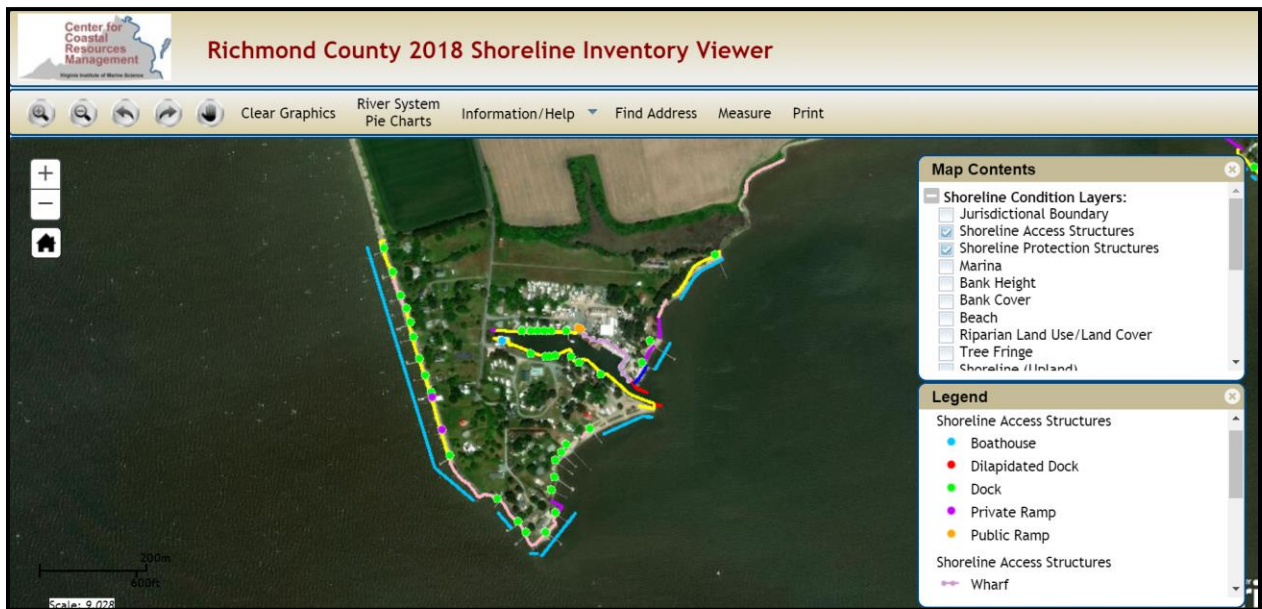 Center for
Coastal
Resources
Management
Virginia Institute of Marine Science
Richmond County 2018 Shoreline Inventory Viewer
Clear Graphics
River System
Pie Charts
Information/Help
Find Address
Measure
Print
+
−
Map Contents
Shoreline Condition Layers:
Jurisdictional Boundary
Shoreline Access Structures
Shoreline Protection Structures
Marina
Bank Height
Bank Cover
Beach
Riparian Land Use/Land Cover
Tree Fringe
Shoreline (Upland)
Legend
Shoreline Access Structures
Boathouse
Dilapidated Dock
Dock
Private Ramp
Public Ramp
Shoreline Access Structures
Wharf
200m
600ft
Scale: 9,028